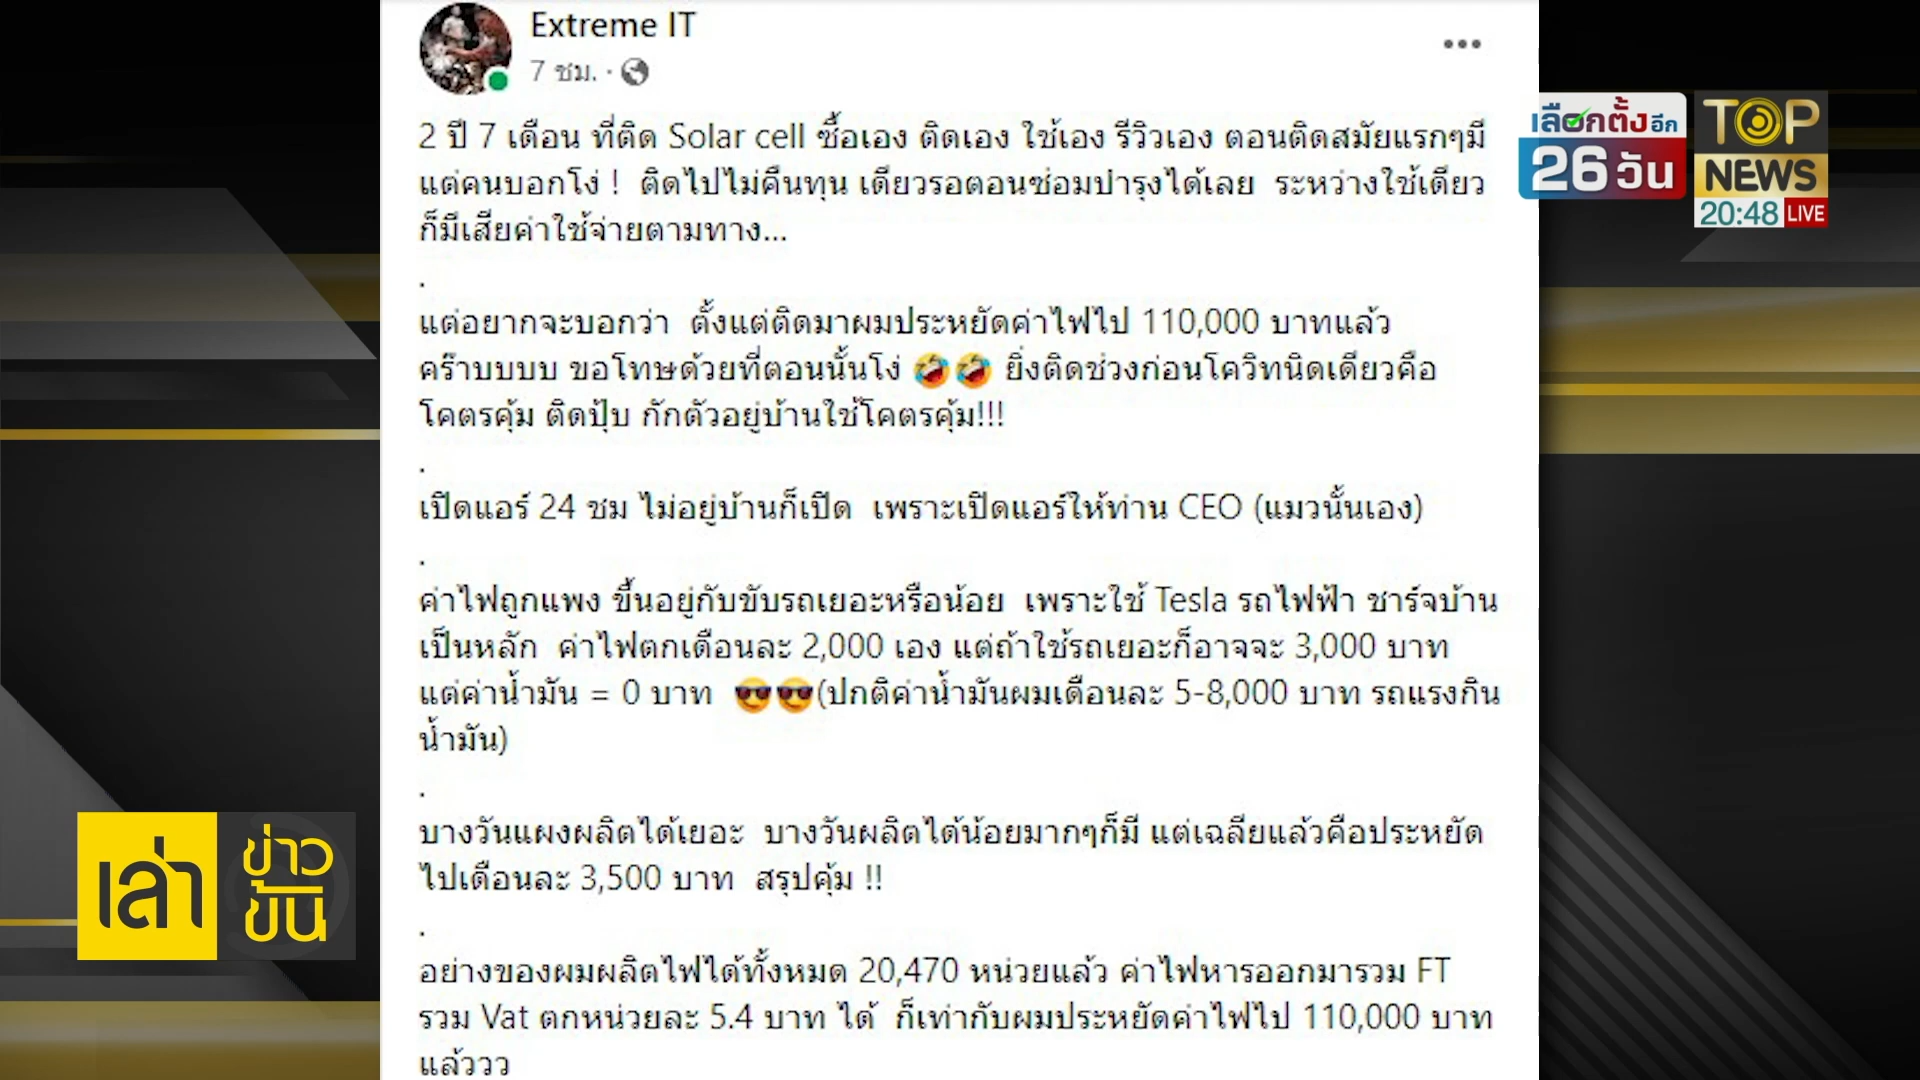 Extreme IT
7 ชม. ·
2 ปี 7 เดือน ที่ติด Solar cell ซื้อเอง ติดเอง ใช้เอง รีวิวเอง ตอนติดสมัยแรกๆมี
แต่คนบอกโง่ ! ติดไปไม่คืนทุน เดียวรอตอนซ่อมบำรุงได้เลย ระหว่างใช้เดียว
ก็มีเสียค่าใช้จ่ายตามทาง...
.
แต่อยากจะบอกว่า ตั้งแต่ติดมาผมประหยัดค่าไฟไป 110,000 บาทแล้ว
คร๊าบบบบ ขอโทษด้วยที่ตอนนั้นโง่ 🤣🤣 ยิ่งติดช่วงก่อนโควิทนิดเดียวคือ
โคตรคุ้ม ติดปุ้บ กักตัวอยู่บ้านใช้โคตรคุ้ม!!!
.
เปิดแอร์ 24 ชม ไม่อยู่บ้านก็เปิด เพราะเปิดแอร์ให้ท่าน CEO (แมวนั้นเอง)
.
ค่าไฟถูกแพง ขึ้นอยู่กับขับรถเยอะหรือน้อย เพราะใช้ Tesla รถไฟฟ้า ชาร์จบ้าน
เป็นหลัก ค่าไฟตกเดือนละ 2,000 เอง แต่ถ้าใช้รถเยอะก็อาจจะ 3,000 บาท
แต่ค่าน้ำมัน = 0 บาท 😎😎(ปกติค่าน้ำมันผมเดือนละ 5-8,000 บาท รถแรงกิน
น้ำมัน)
.
บางวันแผงผลิตได้เยอะ บางวันผลิตได้น้อยมากๆก็มี แต่เฉลี่ยแล้วคือประหยัด
ไปเดือนละ 3,500 บาท สรุปคุ้ม !!
.
อย่างของผมผลิตไฟได้ทั้งหมด 20,470 หน่วยแล้ว ค่าไฟหารออกมารวม FT
รวม Vat ตกหน่วยละ 5.4 บาท ได้ ก็เท่ากับผมประหยัดค่าไฟไป 110,000 บาท
แล้ววว
เลือกตั้งอีก
26 วัน
TOP
NEWS
20:48 LIVE
เล่า
ข่าว
ข้น